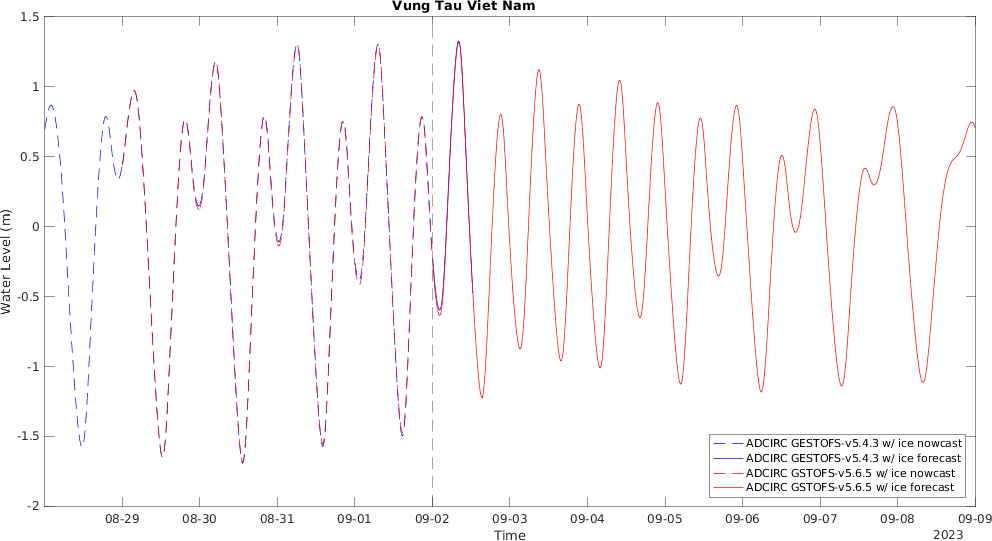 Vung Tau Viet Nam
1.5
1
0.5
0
-0.5
-1
-1.5
-2
Water Level (m)
ADCIRC GESTOFS-v5.4.3 w/ ice nowcast
ADCIRC GESTOFS-v5.4.3 w/ ice forecast
ADCIRC GSTOFS-v5.6.5 w/ ice nowcast
ADCIRC GSTOFS-v5.6.5 w/ ice forecast
08-29 08-30 08-31 09-01 09-02 09-03 09-04 09-05 09-06 09-07 09-08 09-09
Time 2023